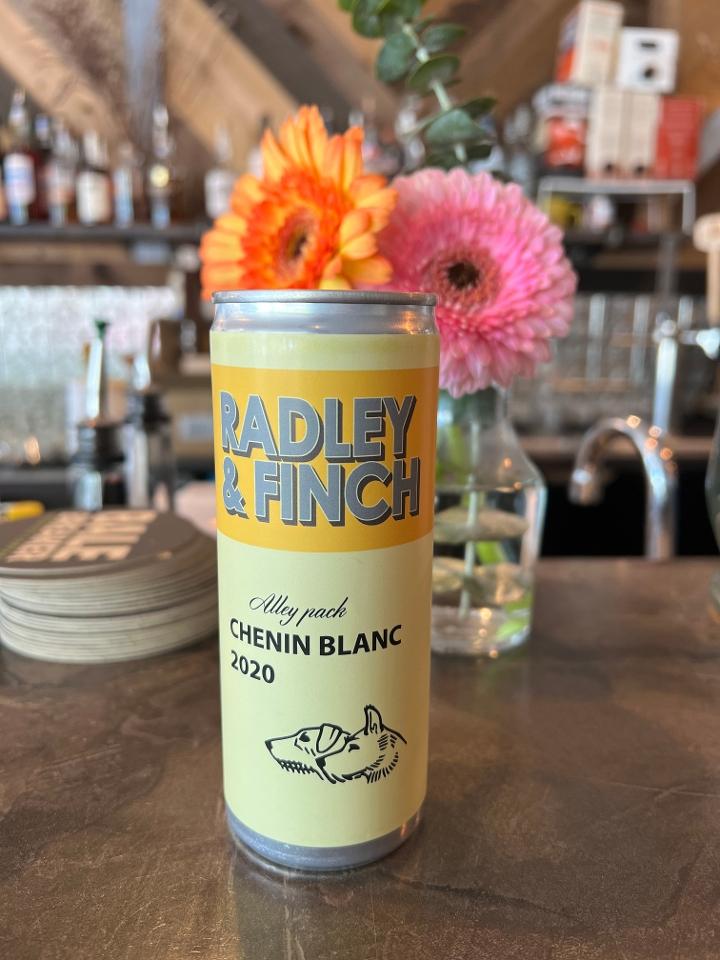 RADLEY
& FINCH
Alley pack
CHENIN BLANC
2020